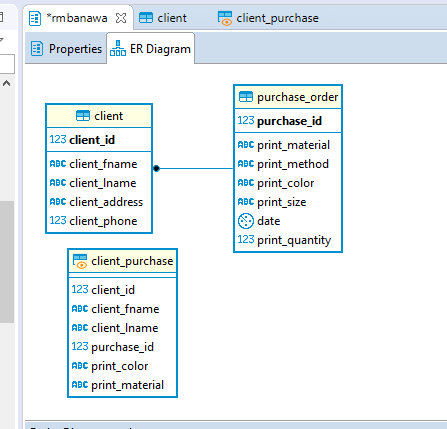 *rmbanawa
client
client_purchase
Properties
ER Diagram
client
123 client_id
ABC client_fname
ABC client_lname
ABC client_address
123 client_phone
purchase_order
123 purchase_id
ABC print_material
ABC print_method
ABC print_color
ABC print_size
date
123 print_quantity
client_purchase
123 client_id
ABC client_fname
ABC client_lname
123 purchase_id
ABC print_color
ABC print_material